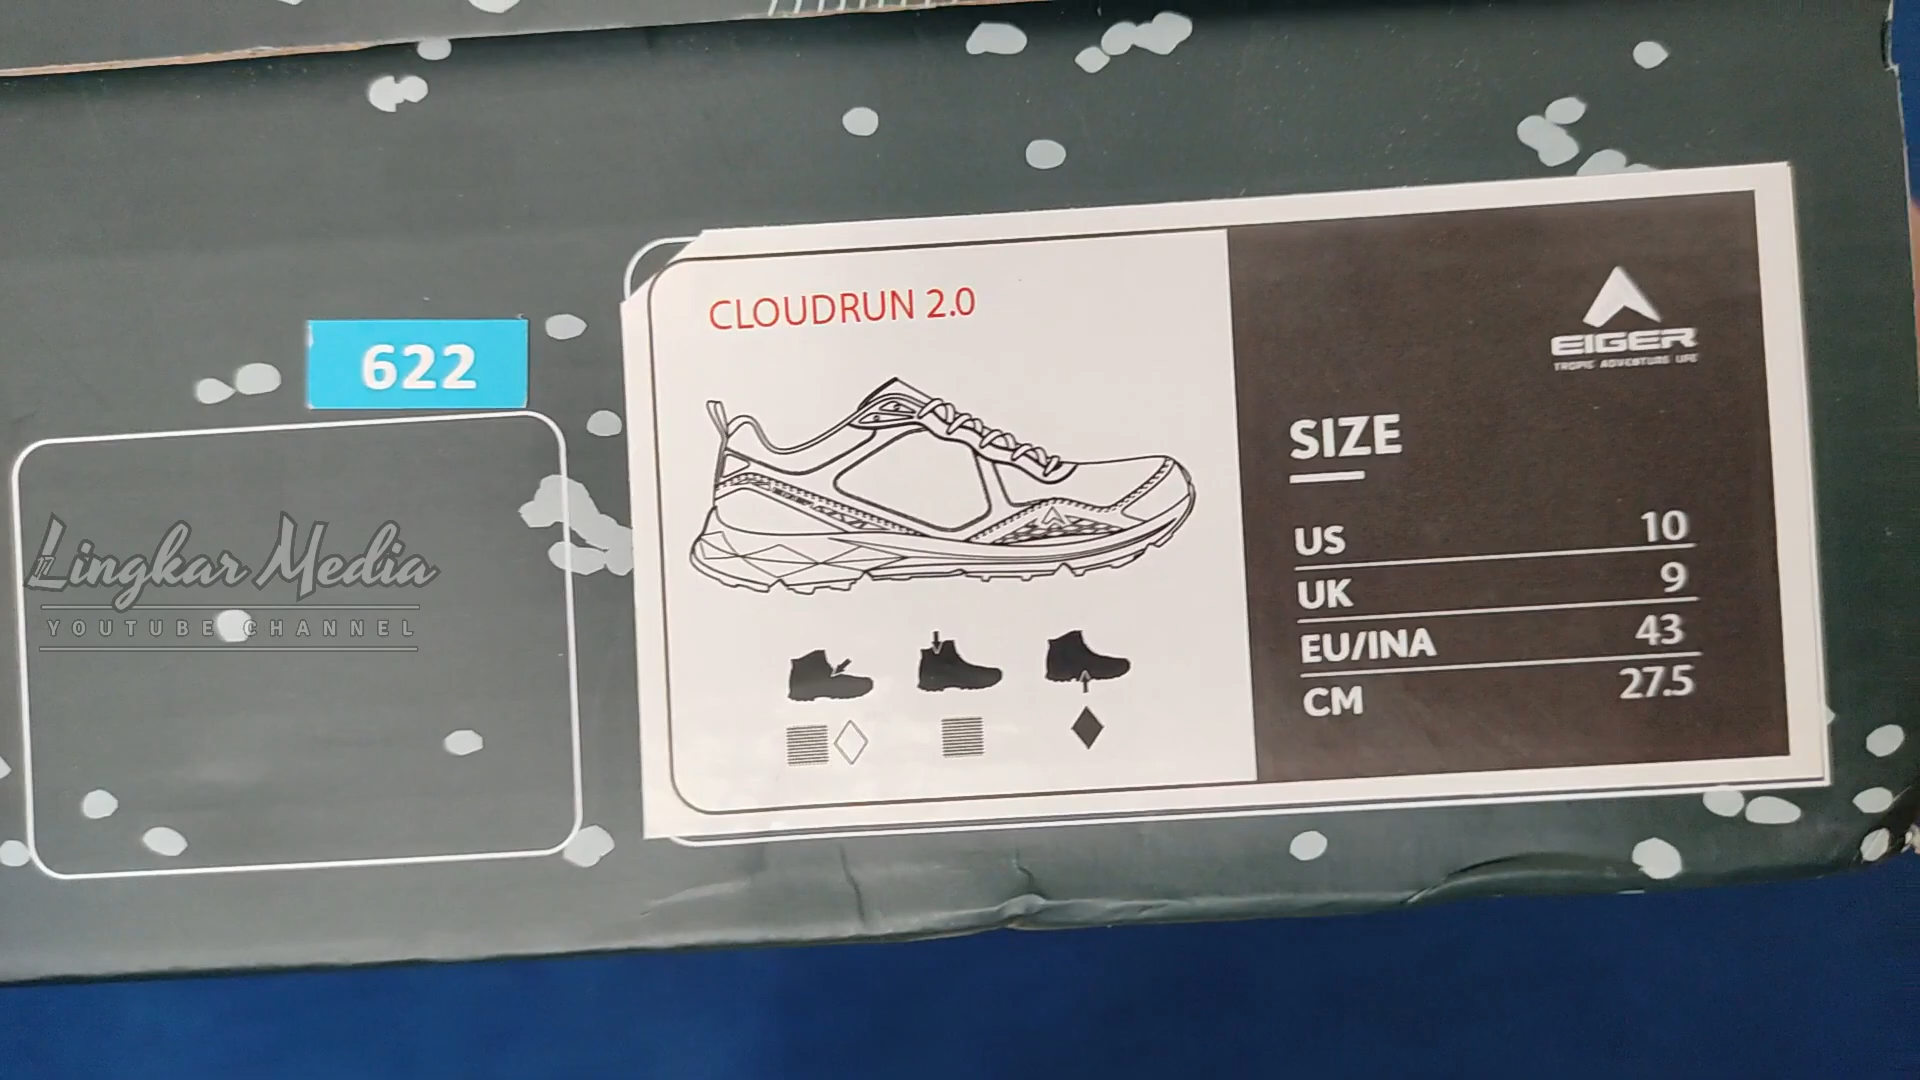 622
CLOUDRUN 2.0
EIGER
TROPIC ADVENTURE LIFE
SIZE
US 10
UK 9
EU/INA 43
CM 27.5
Lingkar Media
YOUTUBE CHANNEL